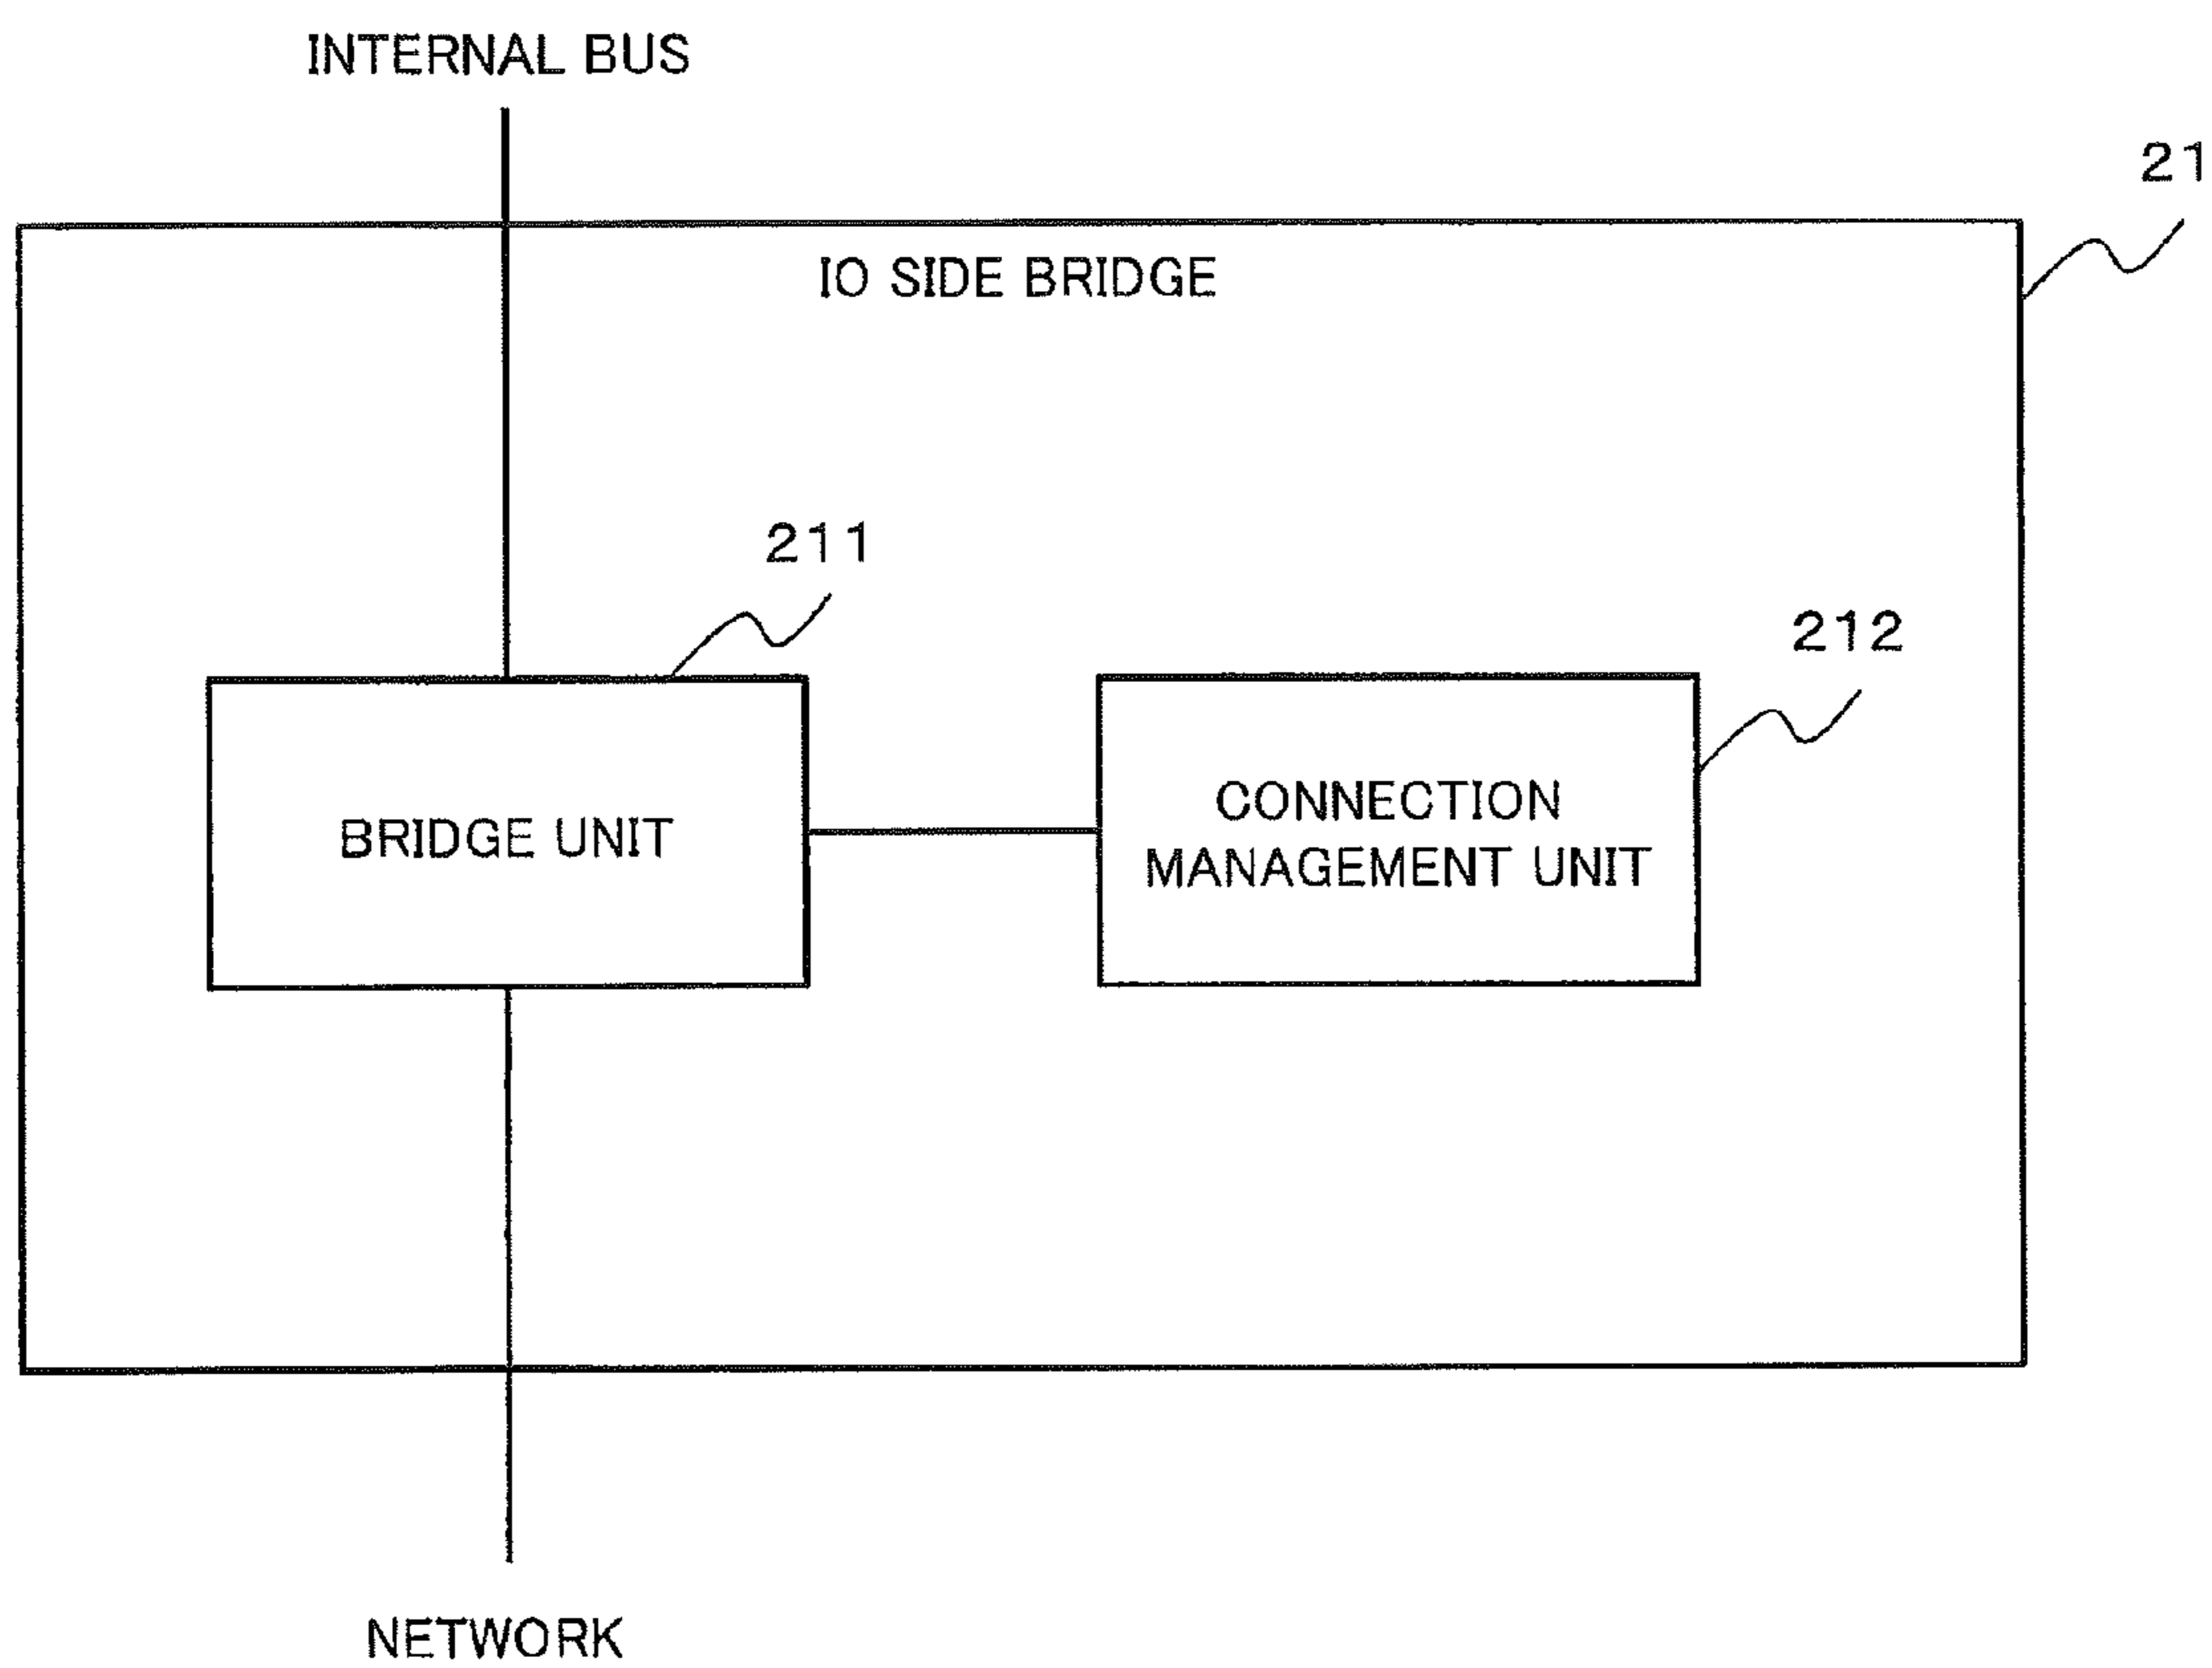 INTERNAL BUS
21
IO SIDE BRIDGE
211
212
BRIDGE UNIT
CONNECTION
MANAGEMENT UNIT
NETWORK